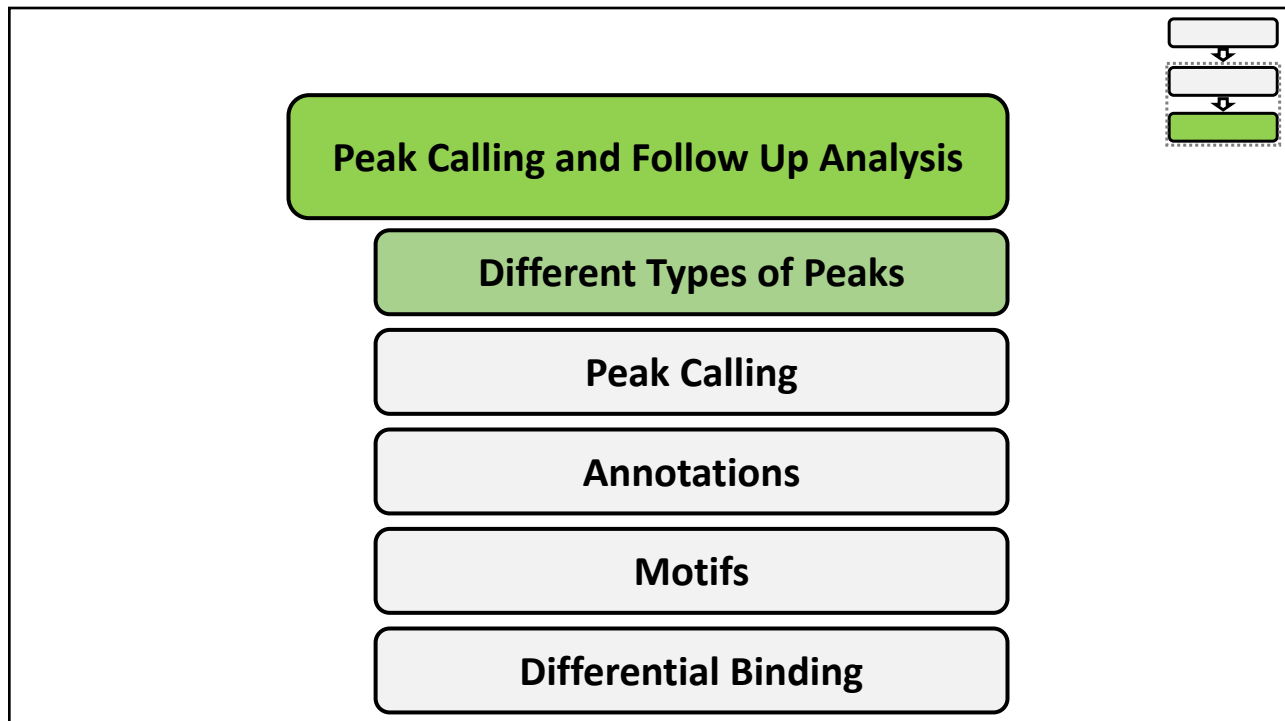 Peak Calling and Follow Up Analysis
Different Types of Peaks
Peak Calling
Annotations
Motifs
Differential Binding